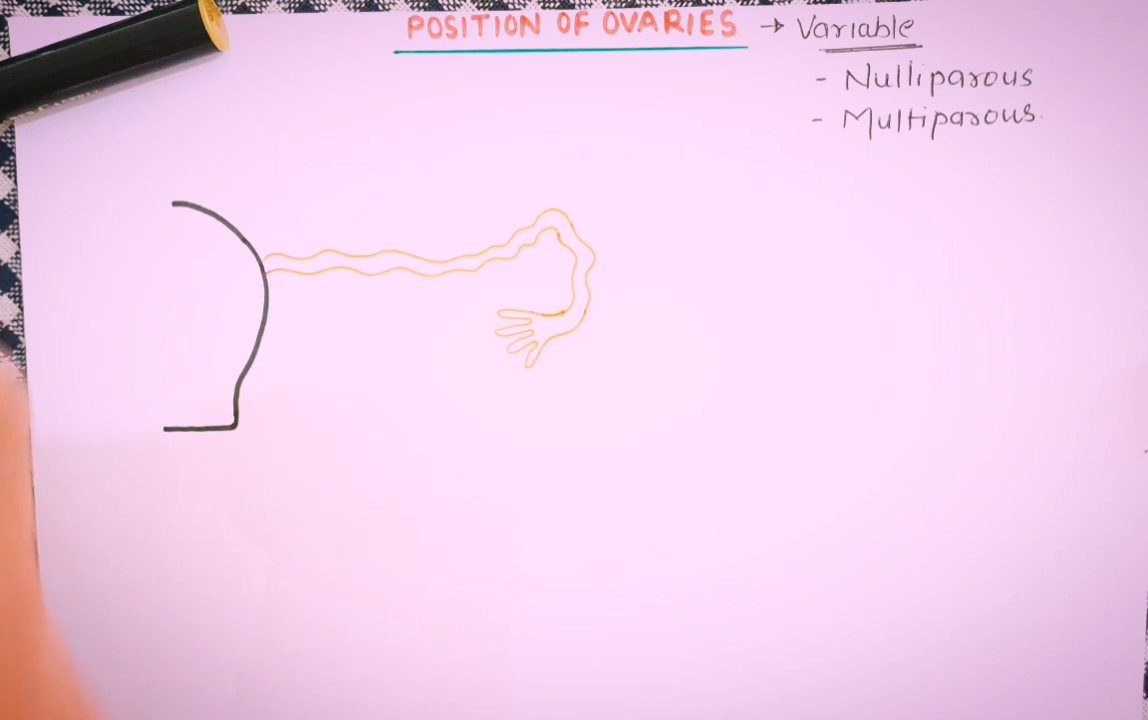 POSITION OF OVARIES → Variable
- Nulliparous
- Multiparous.